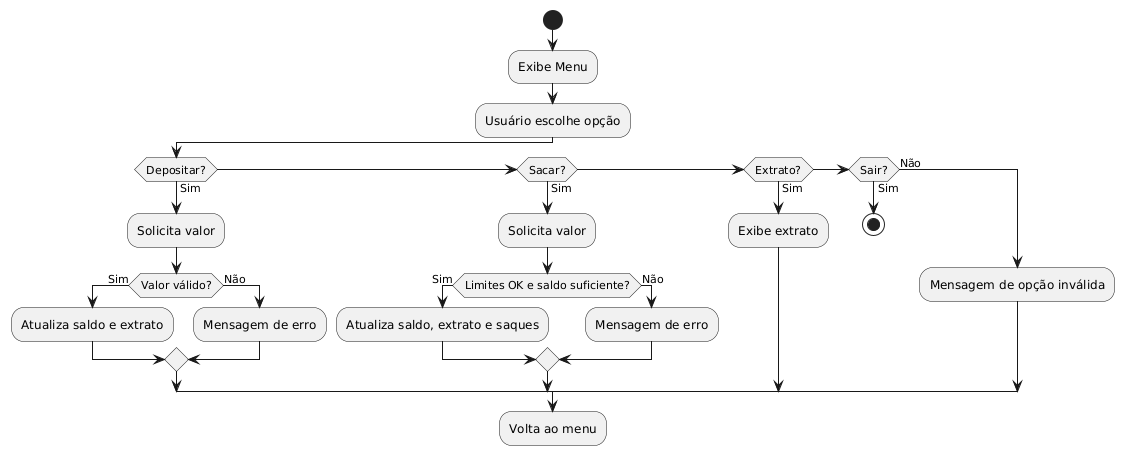 Exibe Menu
Usuário escolhe opção
Depositar?
Sim
Solicita valor
Valor válido?
Sim
Não
Atualiza saldo e extrato
Mensagem de erro
Sacar?
Sim
Solicita valor
Limites OK e saldo suficiente?
Sim
Não
Atualiza saldo, extrato e saques
Mensagem de erro
Extrato?
Sim
Exibe extrato
Sair?
Sim
Não
Mensagem de opção inválida
Volta ao menu